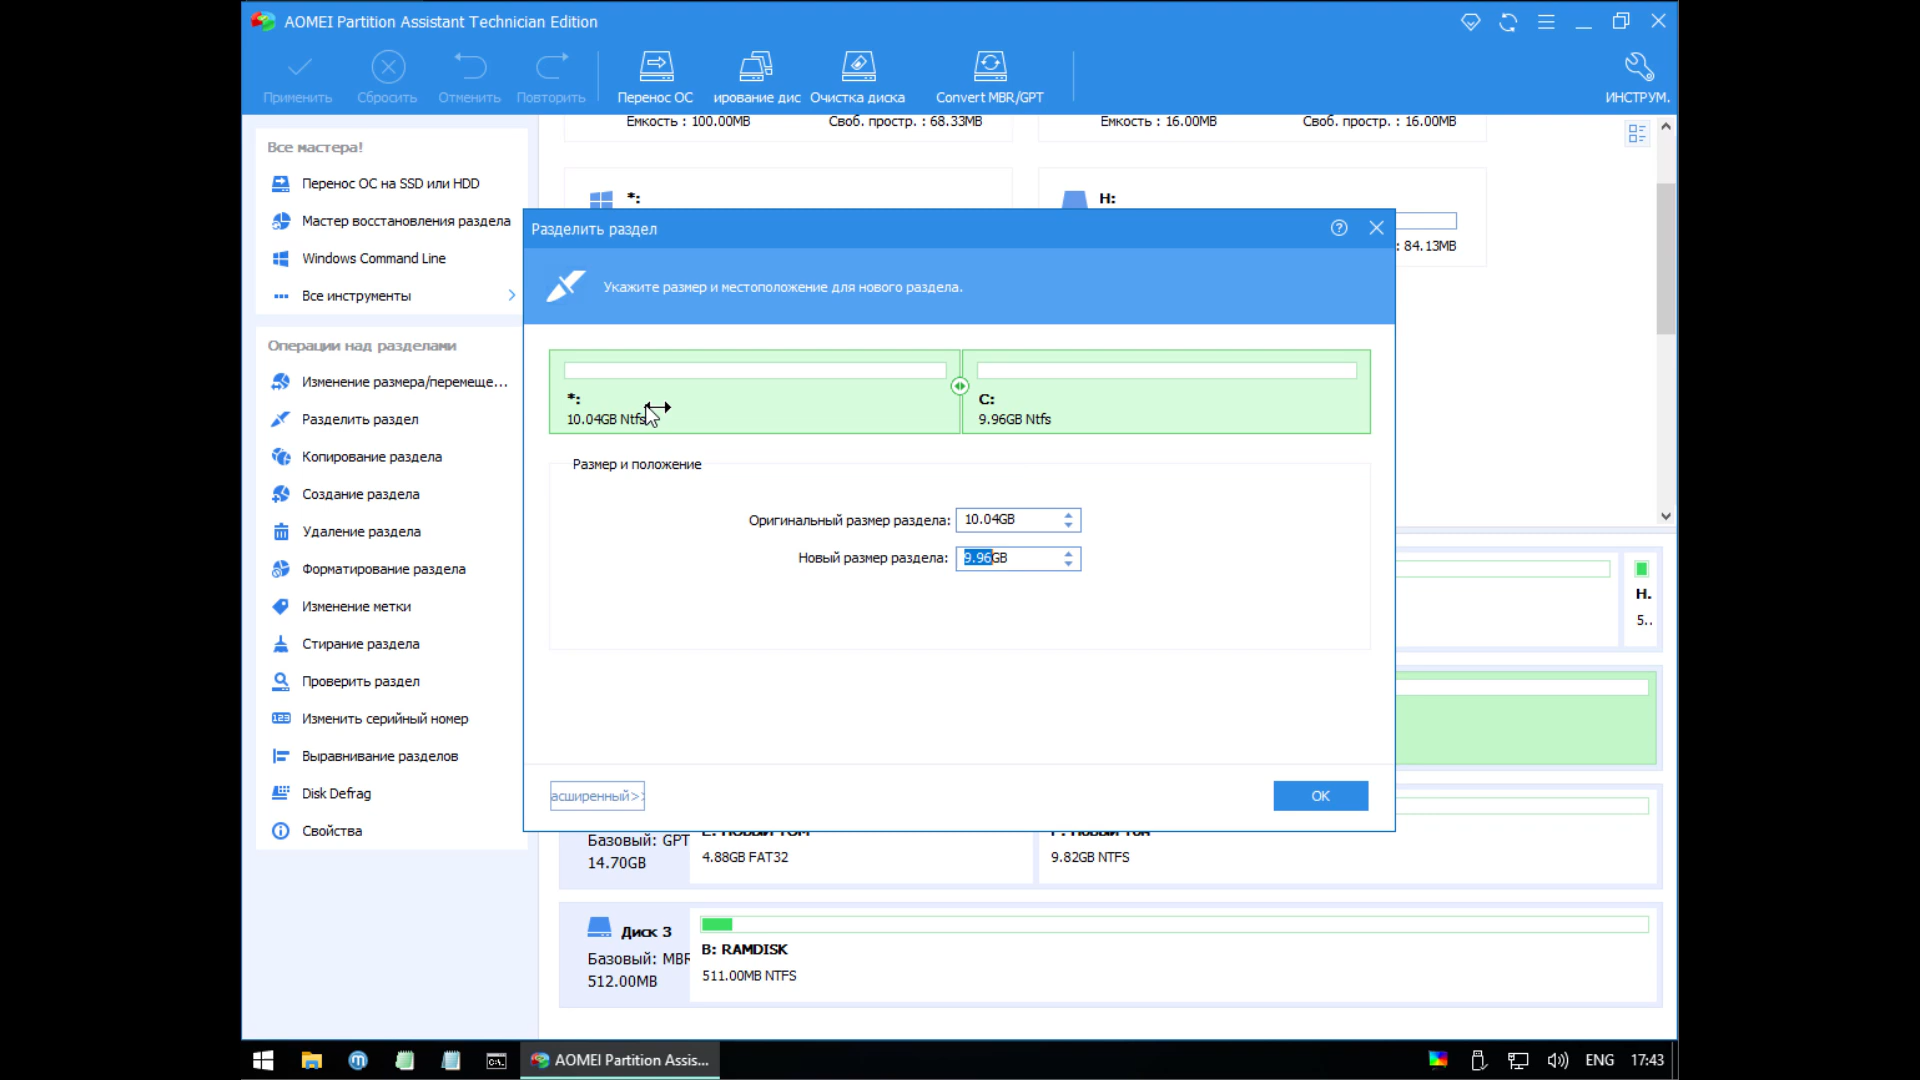 AOMEI Partition Assistant Technician Edition
Применить
Сбросить
Отменить
Повторить
Перенос ОС
ирование дис
Очистка диска
Convert MBR/GPT
ИНСТРУМ.
Все мастера!
Перенос ОС на SSD или HDD
Мастер восстановления раздела
Windows Command Line
Все инструменты
Операции над разделами
Изменение размера/перемеще...
Разделить раздел
Копирование раздела
Создание раздела
Удаление раздела
Форматирование раздела
Изменение метки
Стирание раздела
Проверить раздел
Изменить серийный номер
Выравнивание разделов
Disk Defrag
Свойства
Емкость : 100.00MB
Своб. простр. : 68.33MB
Емкость : 16.00MB
Своб. простр. : 16.00MB
*:
H:
: 84.13MB
Разделить раздел
Укажите размер и местоположение для нового раздела.
*:
10.04GB Ntfs
C:
9.96GB Ntfs
Размер и положение
Оригинальный размер раздела:
10.04GB
Новый размер раздела:
9.96GB
асширенный>>
OK
H.
5..
Базовый: GPT
14.70GB
4.88GB FAT32
9.82GB NTFS
Диск 3
Базовый: MBR
512.00MB
B: RAMDISK
511.00MB NTFS
AOMEI Partition Assis...
ENG
17:43